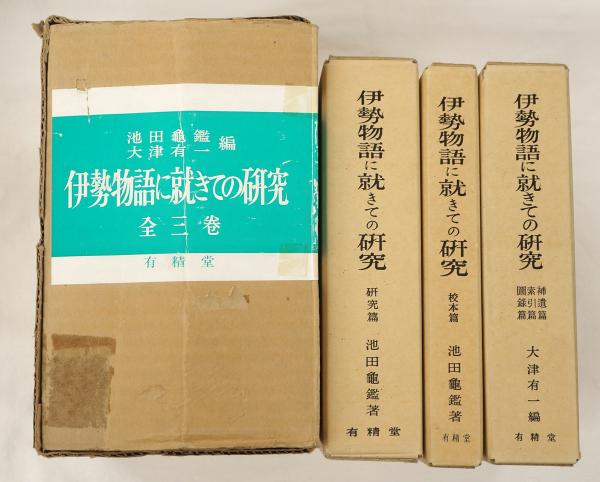 池田龜鑑
大津有一 編
伊勢物語に就きての研究
全三巻
有精堂
伊勢物語に就きての研究
研究篇
池田龜鑑著
有精堂
伊勢物語に就きての研究
校本篇
池田龜鑑著
有精堂
伊勢物語に就きての研究
補遺篇
索引篇
圖録篇
大津有一編
有精堂